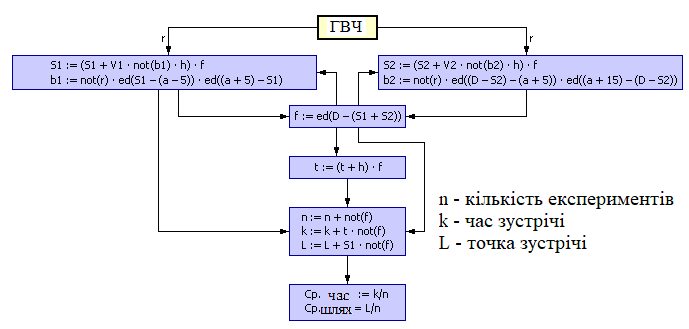 ГВЧ
r
r
S1 := (S1 + V1 · not(b1) · h) · f
b1 := not(r) · ed(S1 – (a – 5)) · ed((a + 5) – S1)
S2 := (S2 + V2 · not(b2) · h) · f
b2 := not(r) · ed((D – S2) – (a + 5)) · ed((a + 15) – (D – S2))
f := ed(D – (S1 + S2))
t := (t + h) · f
n := n + not(f)
k := k + t · not(f)
L := L + S1 · not(f)
n - кількість експериментів
k - час зустрічі
L - точка зустрічі
Ср. час := k/n
Ср.шлях = L/n